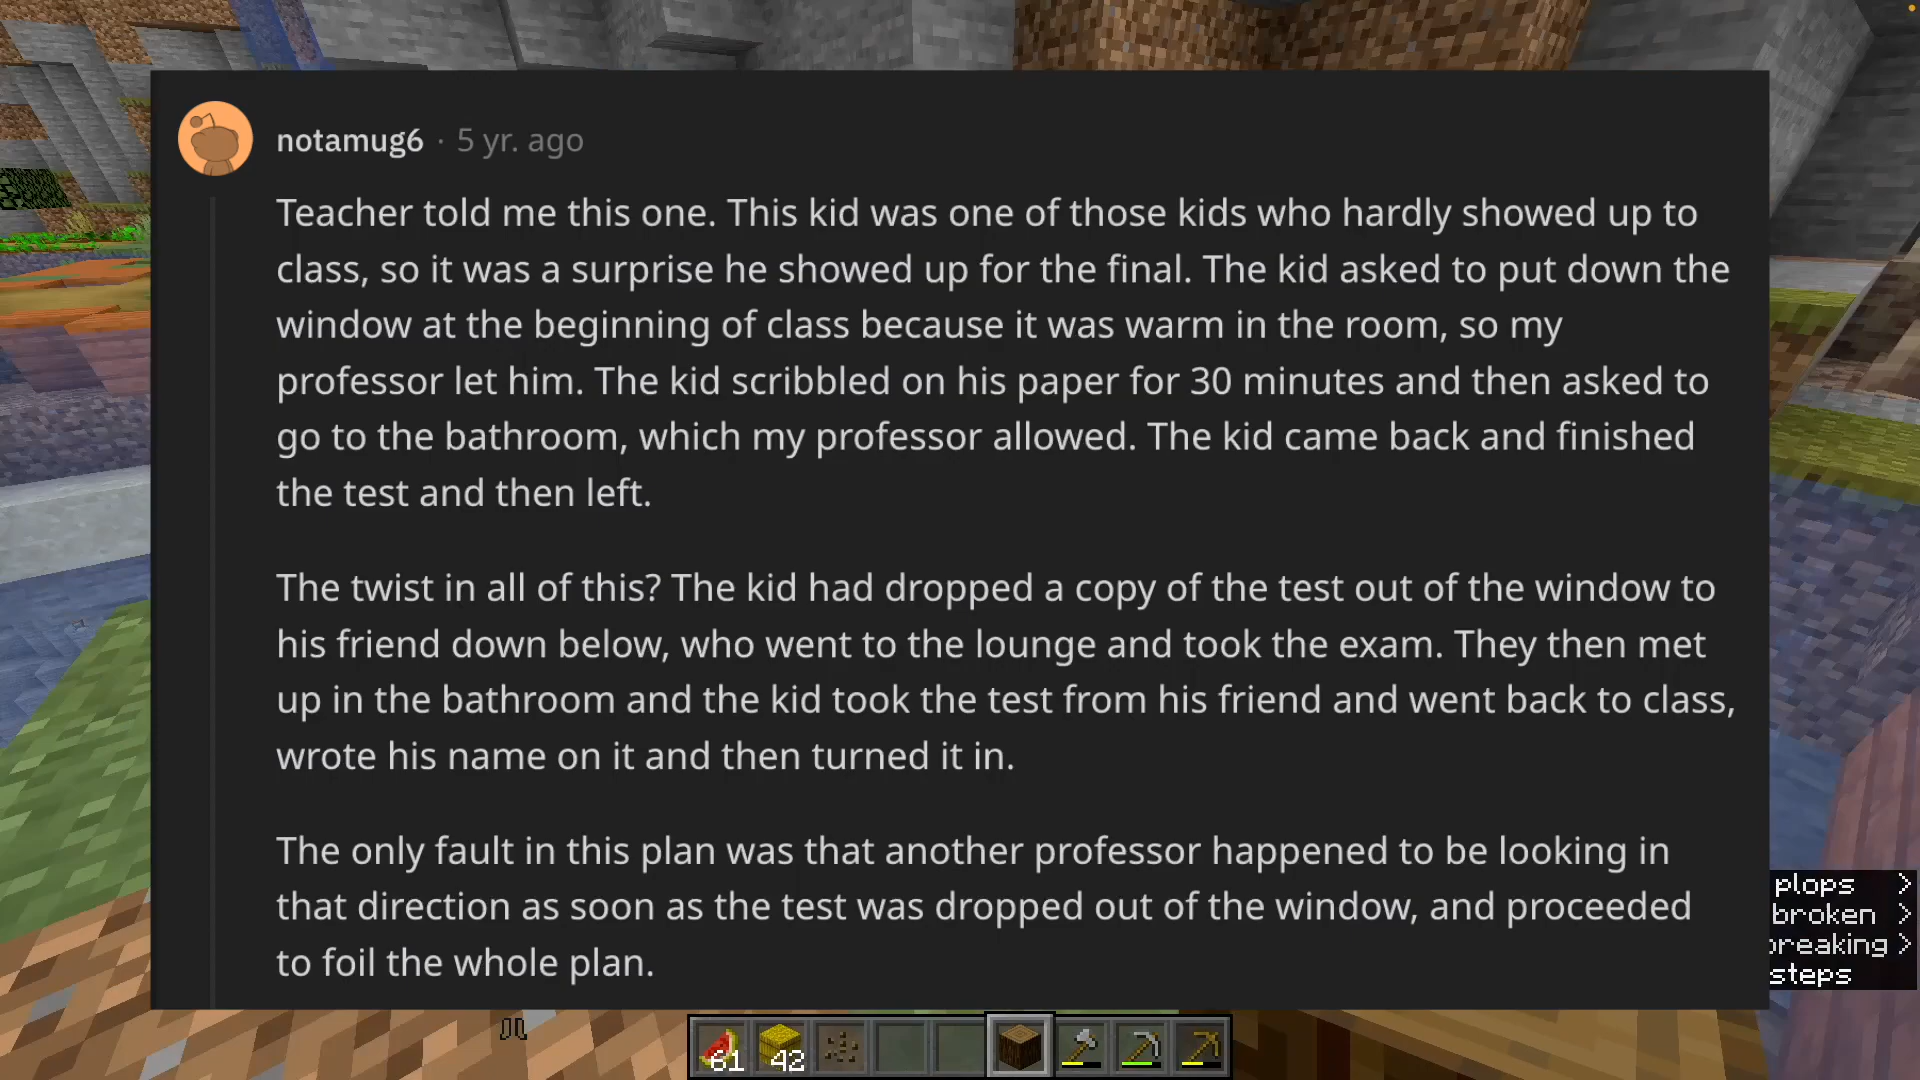 notamug6 · 5 yr. ago
Teacher told me this one. This kid was one of those kids who hardly showed up to
class, so it was a surprise he showed up for the final. The kid asked to put down the
window at the beginning of class because it was warm in the room, so my
professor let him. The kid scribbled on his paper for 30 minutes and then asked to
go to the bathroom, which my professor allowed. The kid came back and finished
the test and then left.
The twist in all of this? The kid had dropped a copy of the test out of the window to
his friend down below, who went to the lounge and took the exam. They then met
up in the bathroom and the kid took the test from his friend and went back to class,
wrote his name on it and then turned it in.
The only fault in this plan was that another professor happened to be looking in
that direction as soon as the test was dropped out of the window, and proceeded
to foil the whole plan.
plops >
broken >
breaking >
steps
61 42